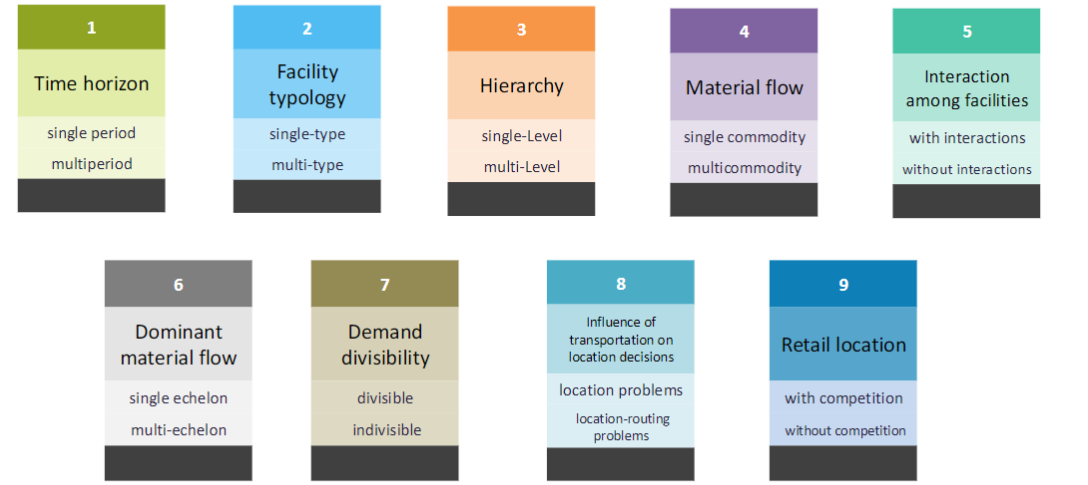 1
Time horizon
single period
multiperiod
2
Facility
typology
single-type
multi-type
3
Hierarchy
single-Level
multi-Level
4
Material flow
single commodity
multicommodity
5
Interaction
among facilities
with interactions
without interactions
6
Dominant
material flow
single echelon
multi-echelon
7
Demand
divisibility
divisible
indivisible
8
Influence of
transportation on
location decisions
location problems
location-routing
problems
9
Retail location
with competition
without competition